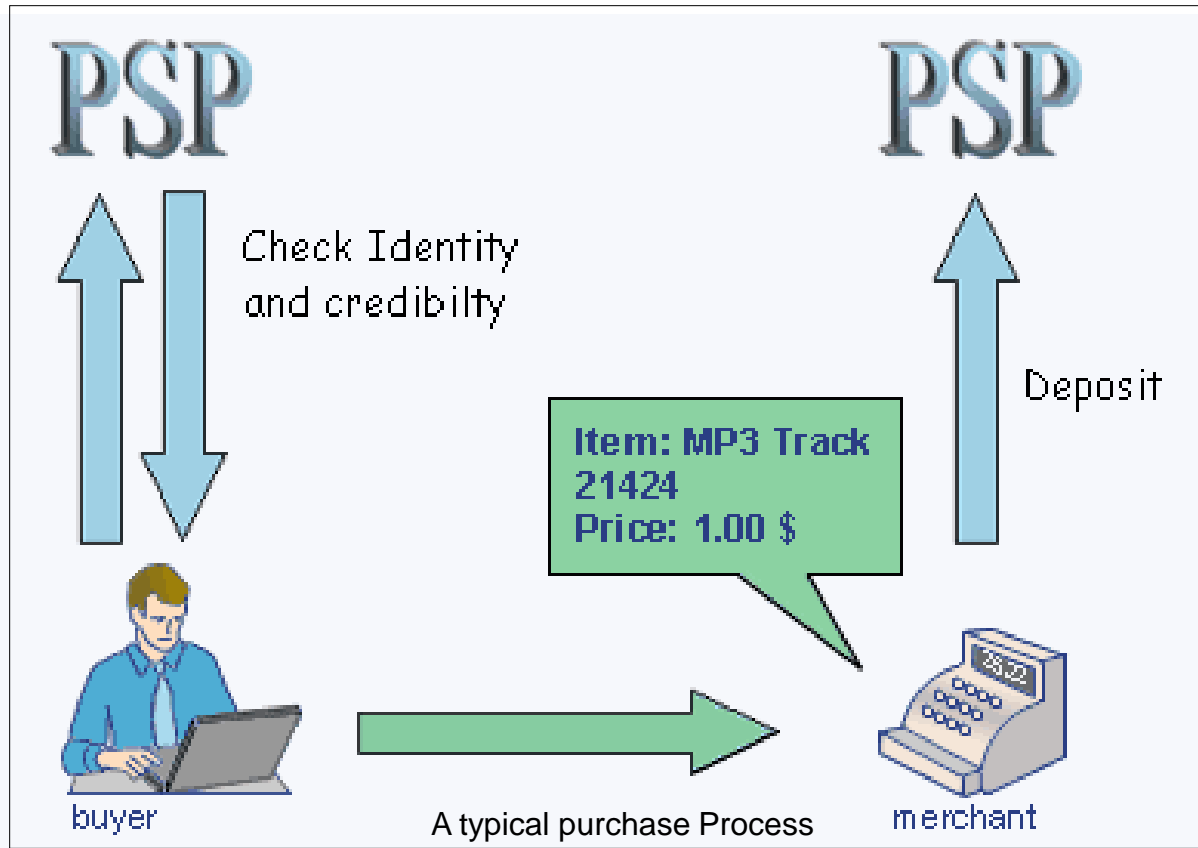 PSP
PSP
Check Identity
and credibilty
Deposit
Item: MP3 Track
21424
Price: 1.00 $
buyer
A typical purchase Process
merchant